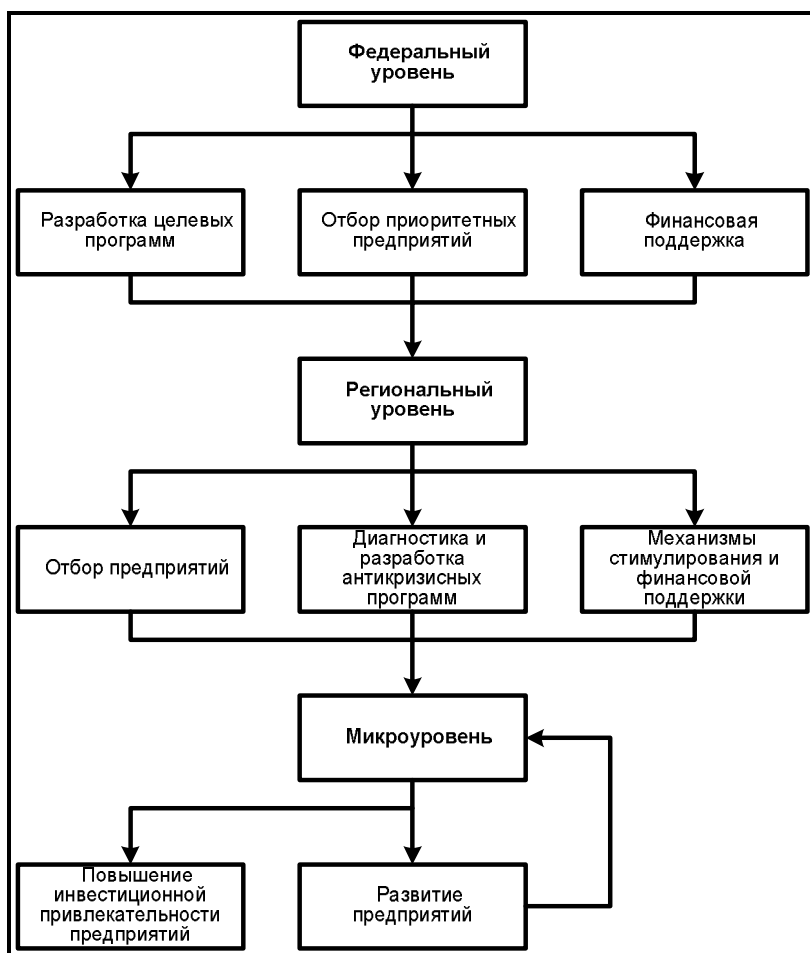 Федеральный
уровень
Разработка целевых
программ
Отбор приоритетных
предприятий
Финансовая
поддержка
Региональный
уровень
Отбор предприятий
Диагностика и
разработка
антикризисных
программ
Механизмы
стимулирования и
финансовой
поддержки
Микроуровень
Повышение
инвестиционной
привлекательности
предприятий
Развитие
предприятий